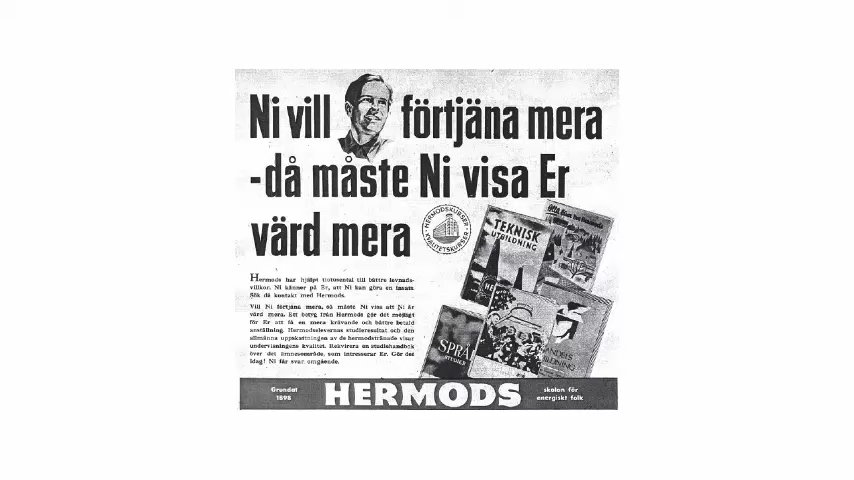 Ni vill förtjäna mera
-då måste Ni visa Er
värd mera
HERMODSKURSER
KVALITETSKURSER
TEKNISK
UTBILDNING
Hermods har hjälpt tiotusental till bättre levnads-
villkor. Ni känner på Er, att Ni kan göra en insats.
Sök då kontakt med Hermods.
Vill Ni förtjäna mera, så måste Ni visa att Ni är
värd mera. Ett betyg från Hermods gör det möjligt
för Er att få en mera krävande och bättre betald
anställning. Hermodselevernas studieresultat och den
allmänna uppskattningen av de hermodstränade visar
undervisningens kvalitet. Rekvirera en studiehandbok
över det ämnesområde, som intresserar Er. Gör det
idag! Ni får svar omgående.
SPRÅK
HANDELS
Grundat
1898
HERMODS
skolan för
energiskt folk